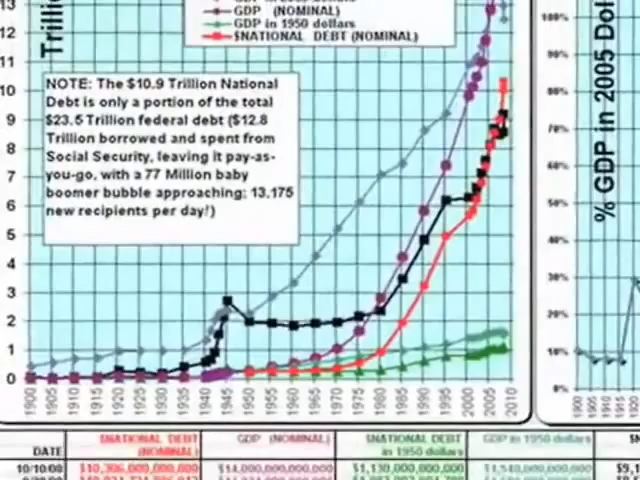 GDP (NOMINAL)
GDP in 1950 dollars
$NATIONAL DEBT (NOMINAL)
NOTE: The $10.9 Trillion National
Debt is only a portion of the total
$23.5 Trillion federal debt ($12.8
Trillion borrowed and spent from
Social Security, leaving it pay-as-
you-go, with a 77 Million baby
boomer bubble approaching: 13,175
new recipients per day!)
13
12
11
10
9
8
7
6
5
4
3
2
1
0
1900 1905 1910 1915 1920 1925 1930 1935 1940 1945 1950 1955 1960 1965 1970 1975 1980 1985 1990 1995 2000 2005 2010
% GDP in 2005 Dol
100%
90%
80%
70%
60%
50%
40%
30%
20%
10%
0%
1900 1905 1910 1915 1920
DATE
$NATIONAL DEBT
(NOMINAL)
GDP (NOMINAL)
$NATIONAL DEBT
in 1950 dollars
GDP in 1950 dollars
10/10/08 $10,306,000,000,000 $14,000,000,000,000 $1,130,000,000,000 $1,540,000,000,000 $9,1